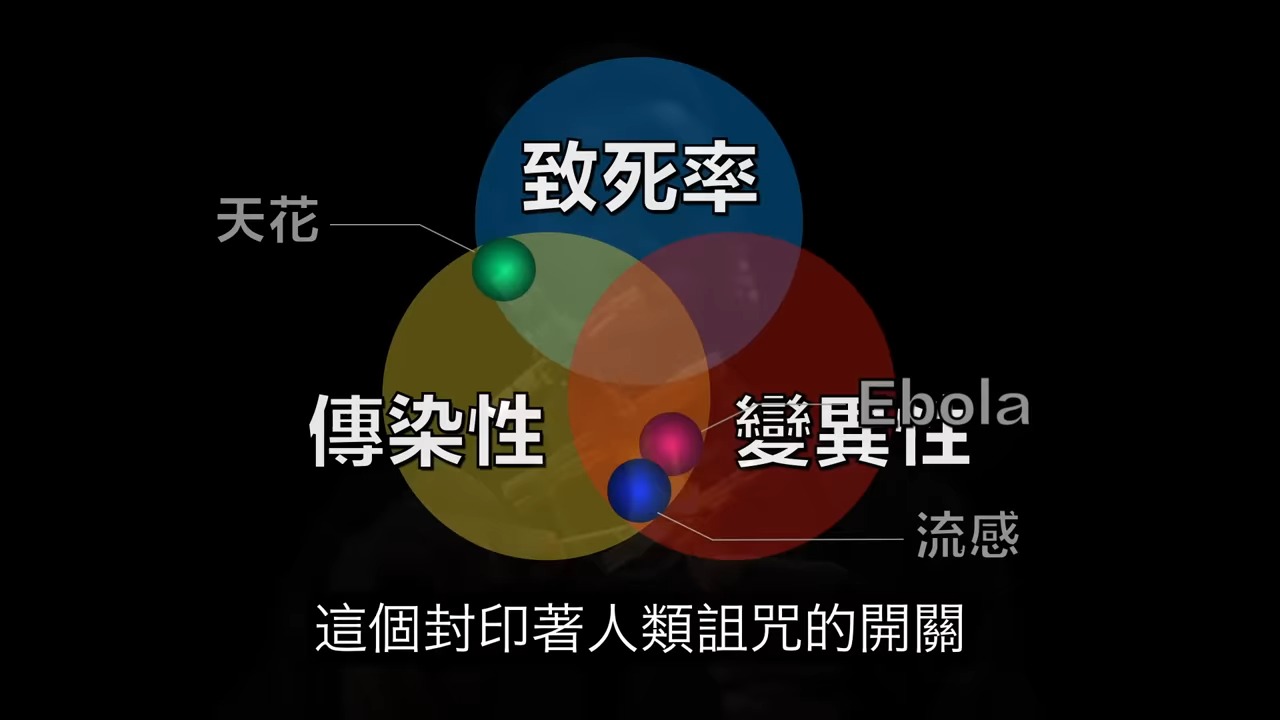 致死率
天花
傳染性
變異性
Ebola
流感
這個封印著人類詛咒的開關